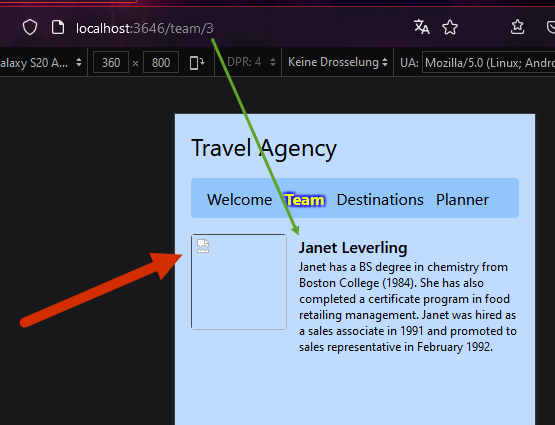 localhost:3646/team/3
alaxy S20 A... 360 × 800 DPR: 4 Keine Drosselung UA: Mozilla/5.0 (Linux; Andro
Travel Agency
Welcome Team Destinations Planner
Janet Leverling
Janet has a BS degree in chemistry from
Boston College (1984). She has also
completed a certificate program in food
retailing management. Janet was hired as
a sales associate in 1991 and promoted to
sales representative in February 1992.